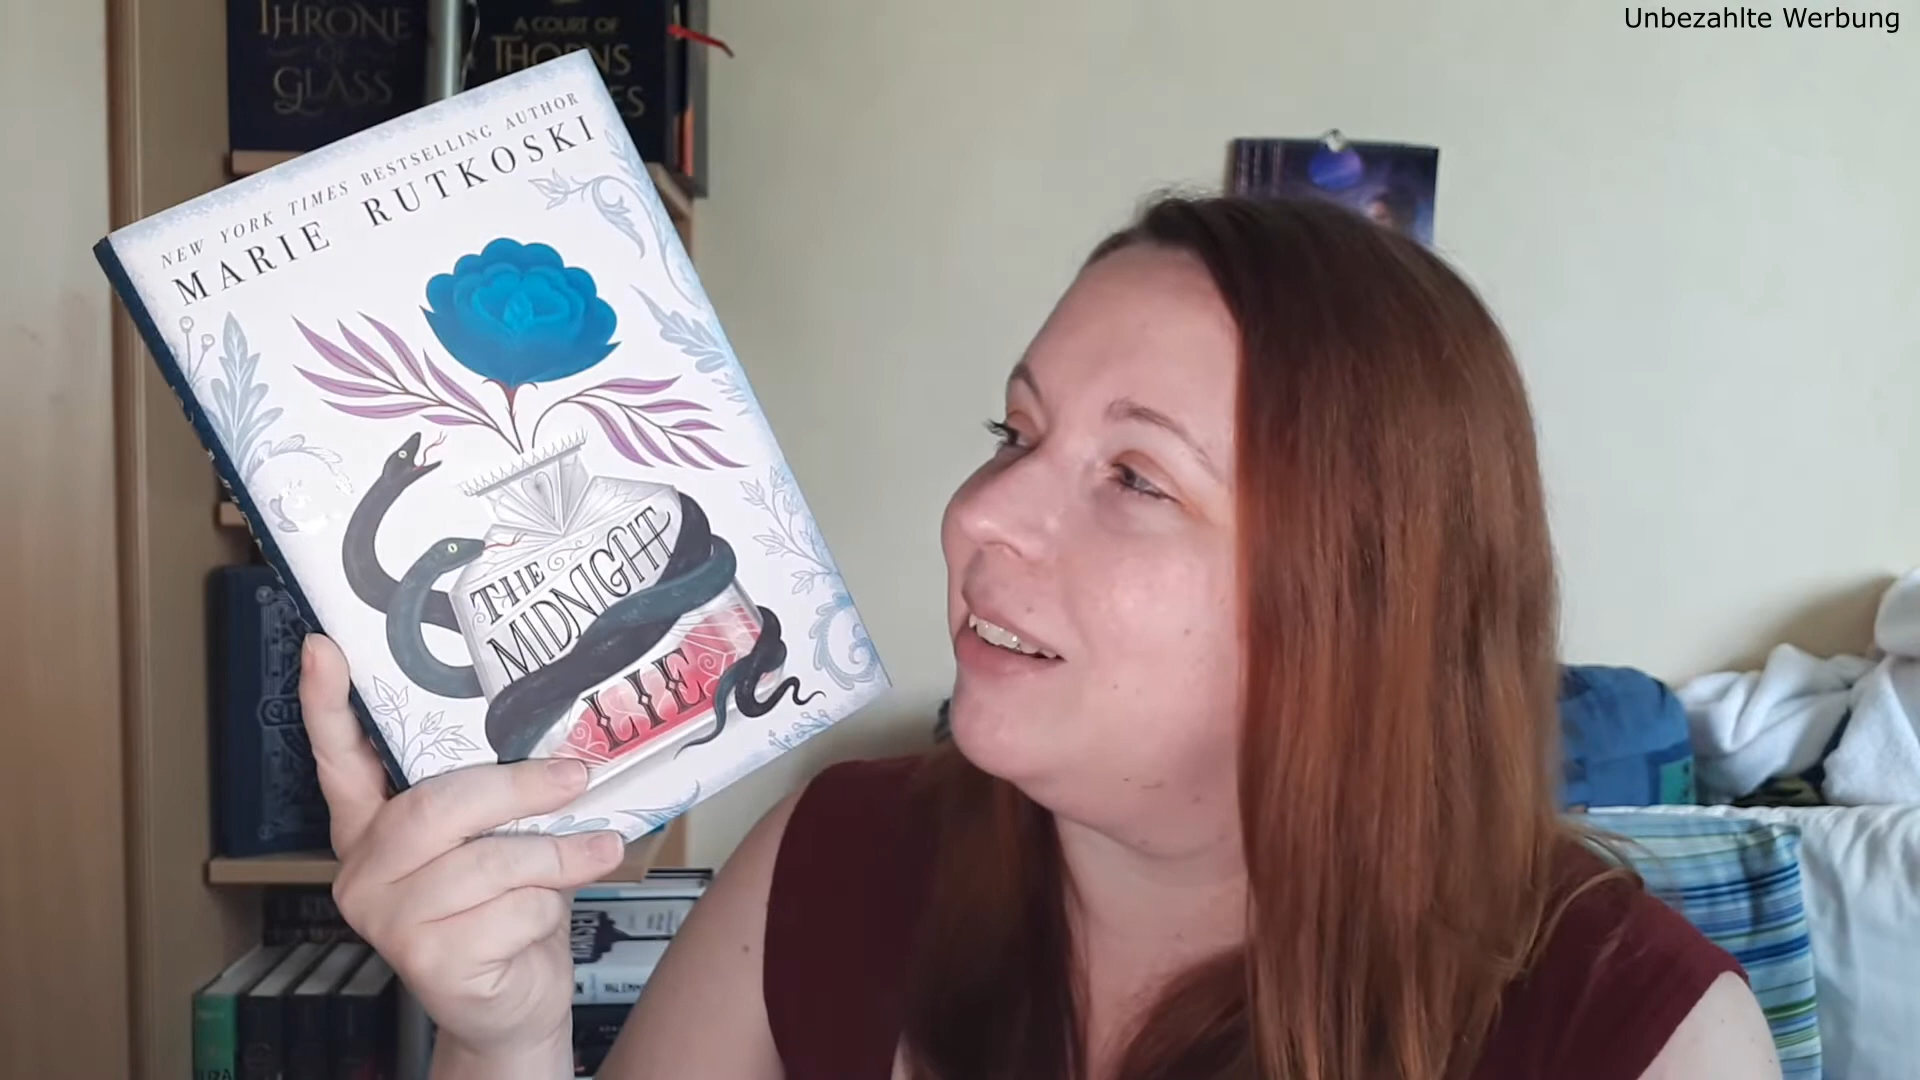 Unbezahlte Werbung
THRONE
OF
GLASS
A COURT OF
THORNS
NEW YORK TIMES BESTSELLING AUTHOR
MARIE RUTKOSKI
THE
MIDNIGHT
LIE